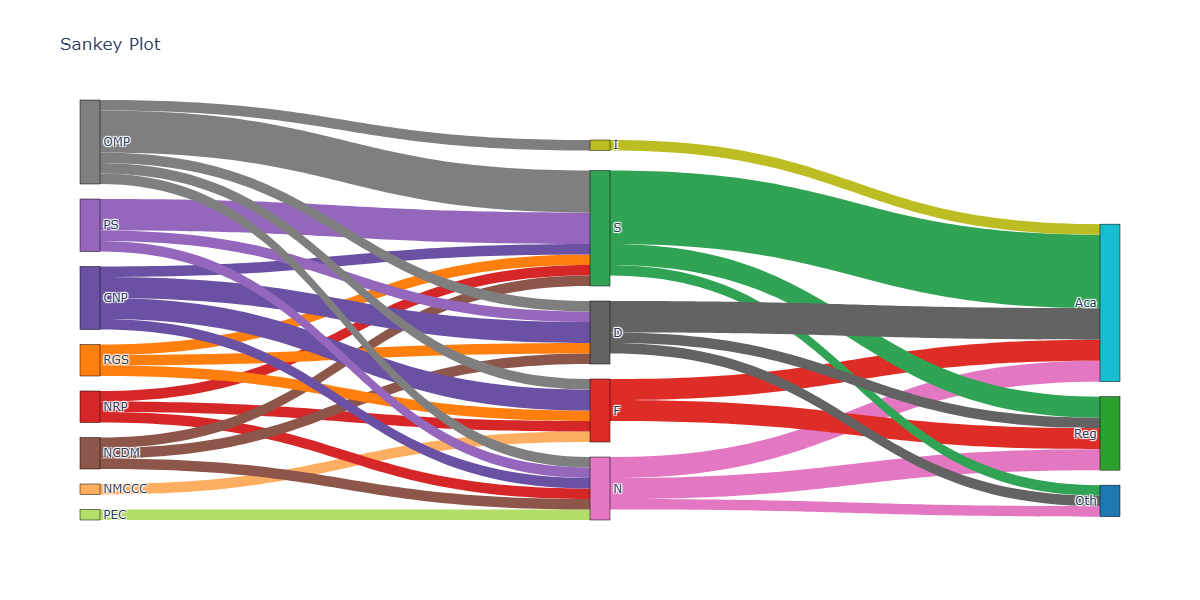 Sankey Plot
OMP
PS
CNP
RGS
NRP
NCDM
NMCCC
PEC
I
S
D
F
N
Aca
Reg
Oth